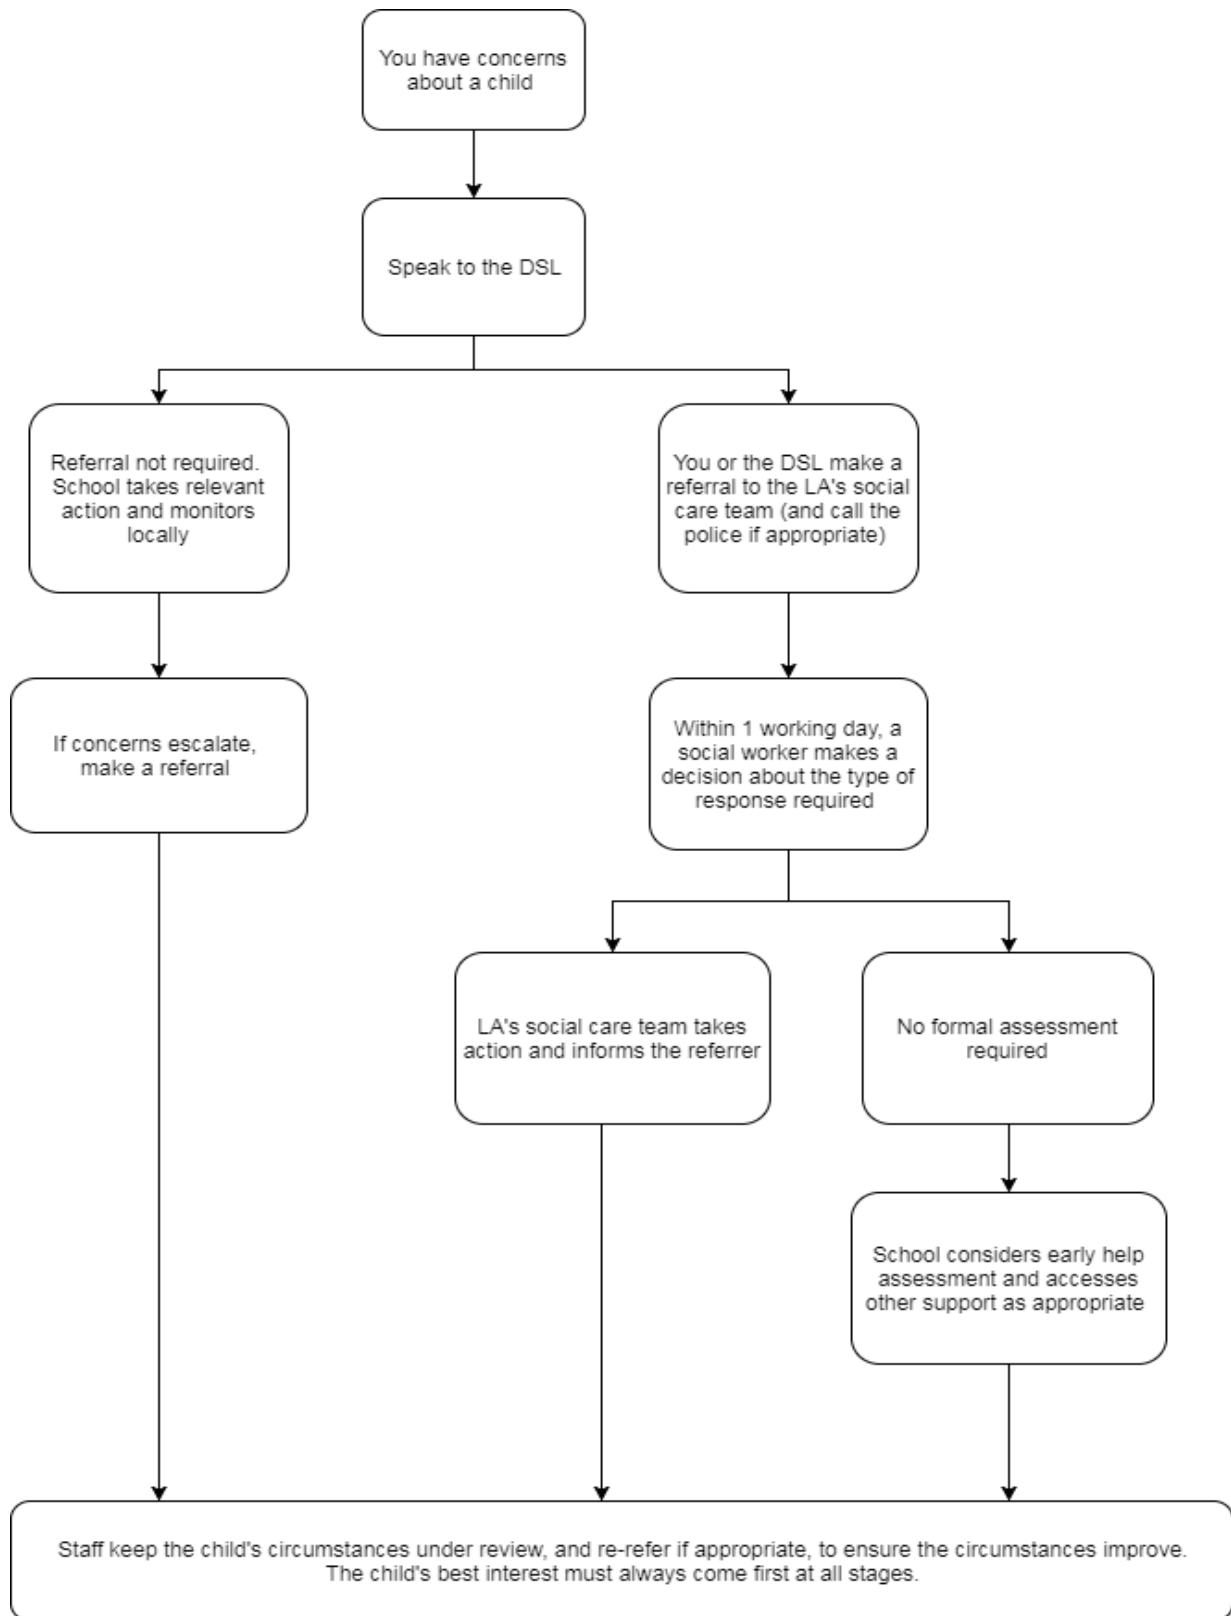 You have concerns
about a child
Speak to the DSL
Referral not required.
School takes relevant
action and monitors
locally
You or the DSL make a
referral to the LA's social
care team (and call the
police if appropriate)
If concerns escalate,
make a referral
Within 1 working day, a
social worker makes a
decision about the type of
response required
LA's social care team takes
action and informs the referrer
No formal assessment
required
School considers early help
assessment and accesses
other support as appropriate
Staff keep the child's circumstances under review, and re-refer if appropriate, to ensure the circumstances improve.
The child's best interest must always come first at all stages.